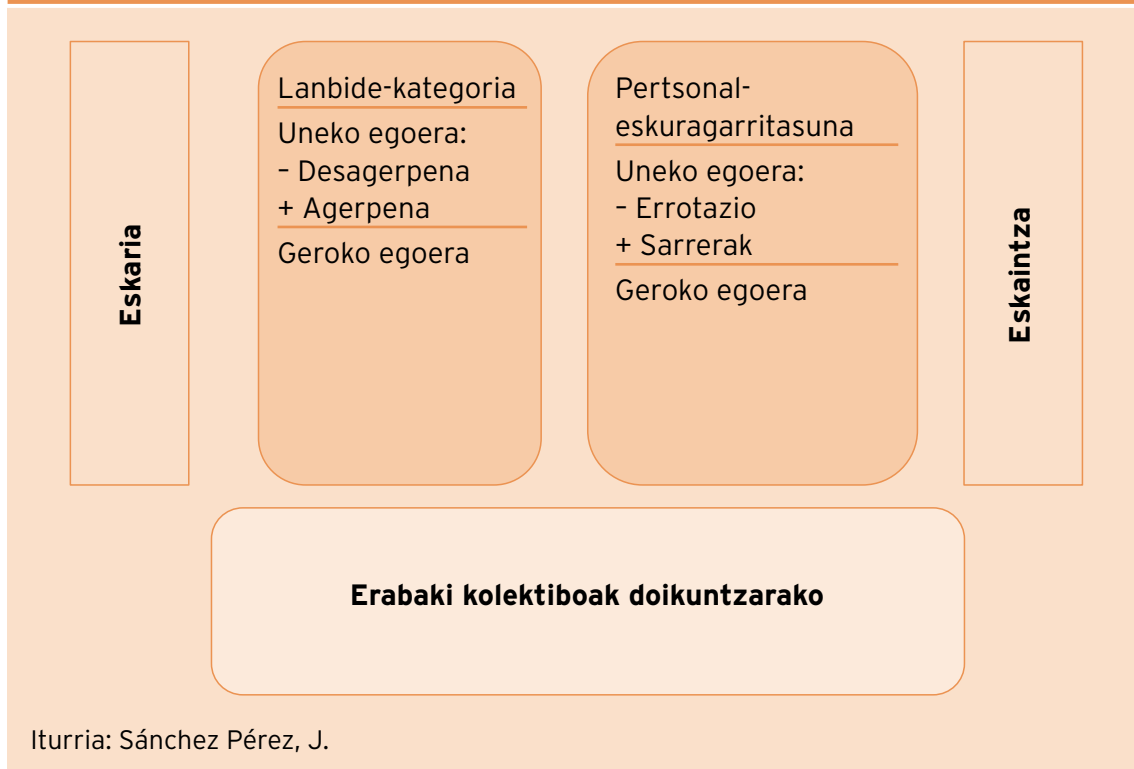 Eskaria
Lanbide-kategoria
Uneko egoera:
– Desagerpena
+ Agerpena
Geroko egoera
Pertsonal-
eskuragarritasuna
Uneko egoera:
– Errotazio
+ Sarrerak
Geroko egoera
Eskaintza
Erabaki kolektiboak doikuntzarako
Iturria: Sánchez Pérez, J.